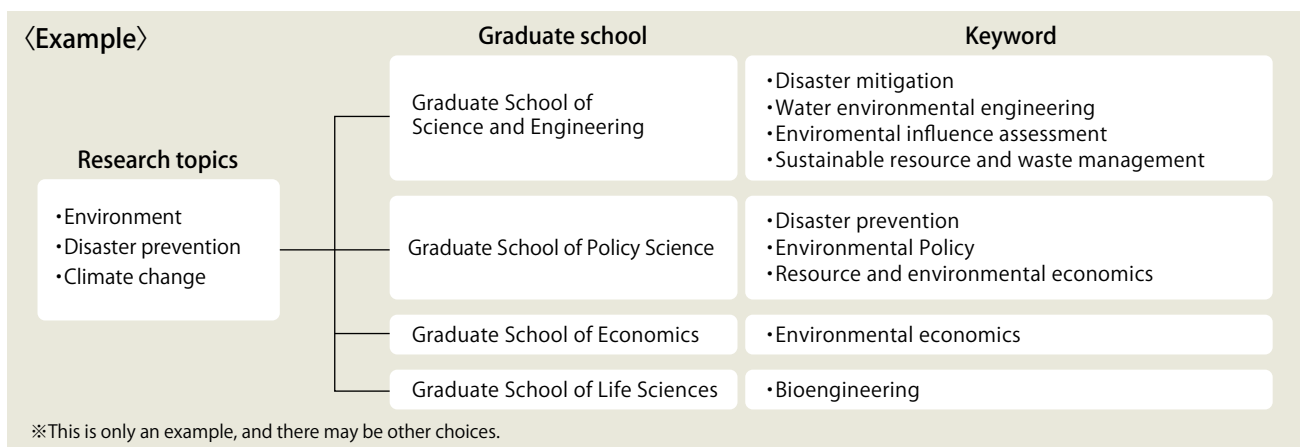 〈Example〉
Graduate school
Keyword
Research topics
・Environment
・Disaster prevention
・Climate change
Graduate School of
Science and Engineering
・Disaster mitigation
・Water environmental engineering
・Enviromental influence assessment
・Sustainable resource and waste management
Graduate School of Policy Science
・Disaster prevention
・Environmental Policy
・Resource and environmental economics
Graduate School of Economics
・Environmental economics
Graduate School of Life Sciences
・Bioengineering
※This is only an example, and there may be other choices.